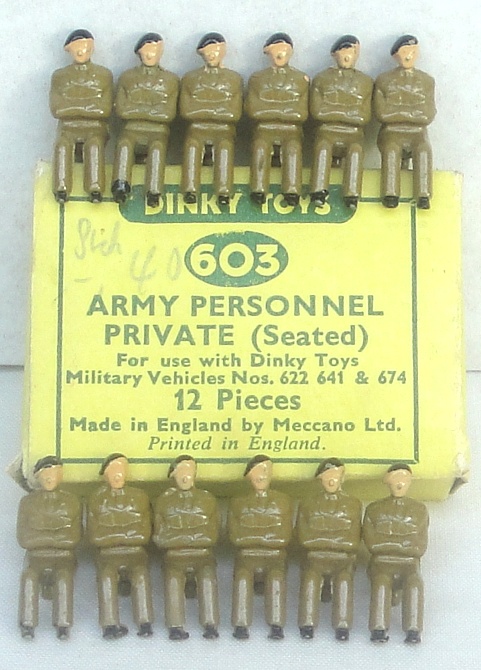 DINKY TOYS
603
ARMY PERSONNEL
PRIVATE (Seated)
For use with Dinky Toys
Military Vehicles Nos. 622 641 & 674
12 Pieces
Made in England by Meccano Ltd.
Printed in England.